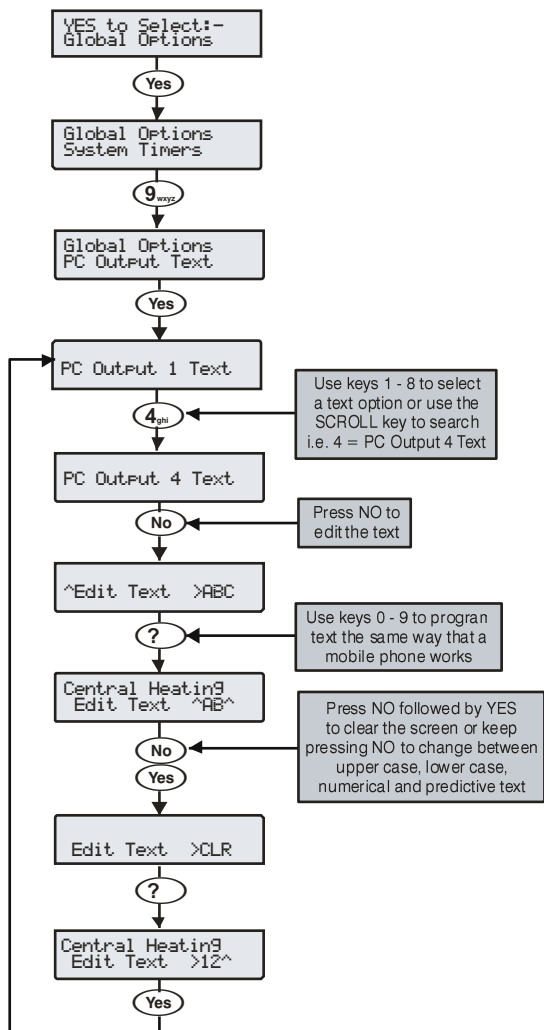 YES to Select:-
Global Options
Yes
Global Options
System Timers
9wxyz
Global Options
PC Output Text
Yes
PC Output 1 Text
4ghi
Use keys 1 - 8 to select
a text option or use the
SCROLL key to search
i.e. 4 = PC Output 4 Text
PC Output 4 Text
No
Press NO to
edit the text
^Edit Text >ABC
?
Use keys 0 - 9 to progran
text the same way that a
mobile phone works
Central Heating
Edit Text ^AB^
No
Yes
Press NO followed by YES
to clear the screen or keep
pressing NO to change between
upper case, lower case,
numerical and predictive text
Edit Text >CLR
?
Central Heating
Edit Text >12^
Yes